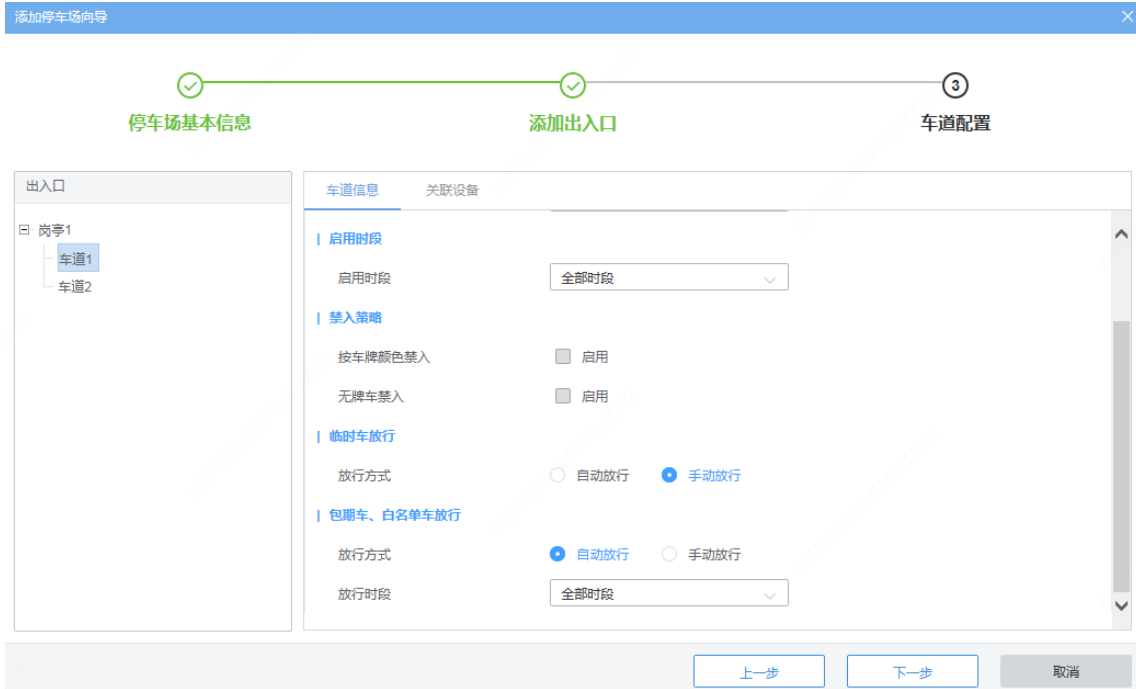 添加停车场向导
3
停车场基本信息 添加出入口 车道配置
出入口
岗亭1
车道1
车道2
车道信息 关联设备
启用时段
启用时段 全部时段
禁入策略
按车牌颜色禁入 启用
无牌车禁入 启用
临时车放行
放行方式 自动放行 手动放行
包期车、白名单车放行
放行方式 自动放行 手动放行
放行时段 全部时段
上一步 下一步 取消